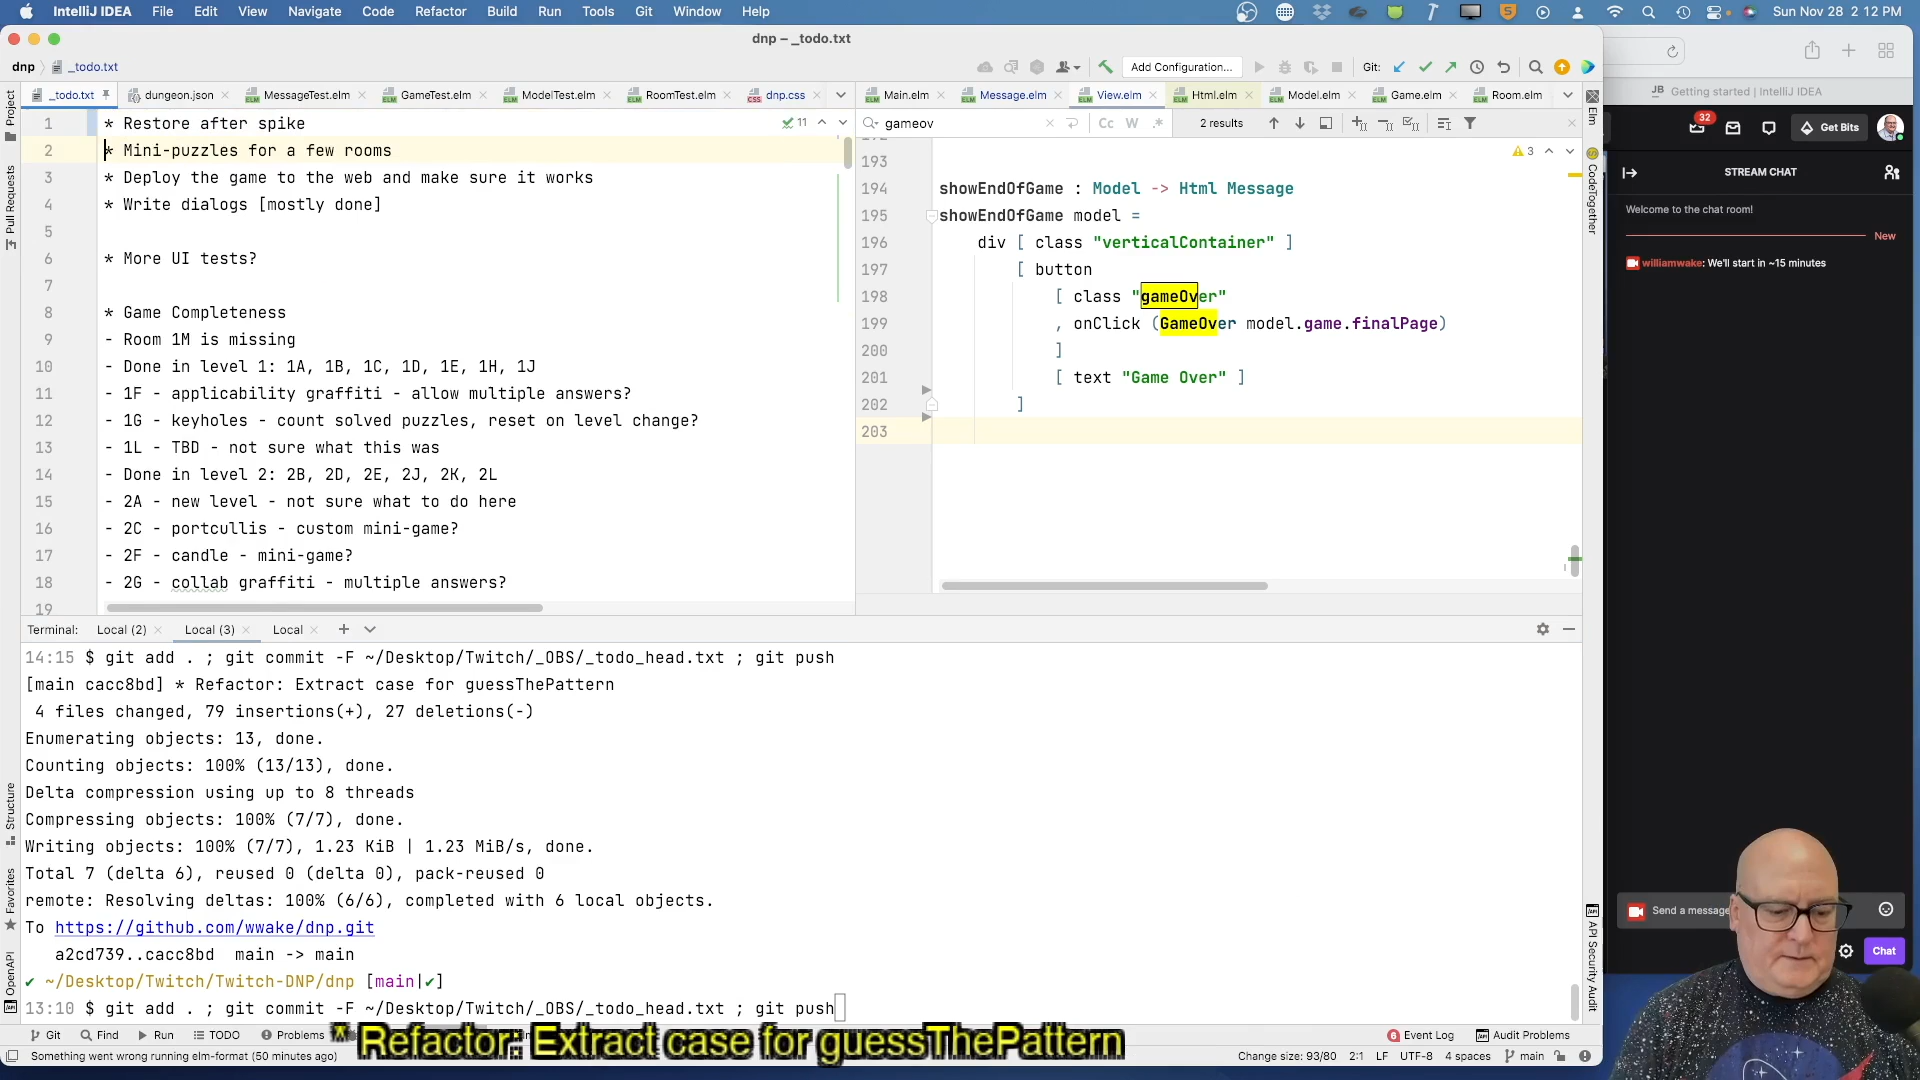 IntelliJ IDEA File Edit View Navigate Code Refactor Build Run Tools Git Window Help Sun Nov 28 2:12 PM
dnp – _todo.txt
dnp _todo.txt Add Configuration... Git:
_todo.txt dungeon.json MessageTest.elm GameTest.elm ModelTest.elm RoomTest.elm dnp.css Main.elm Message.elm View.elm Html.elm Model.elm Game.elm Room.elm
1 * Restore after spike
2 * Mini-puzzles for a few rooms
3 * Deploy the game to the web and make sure it works
4 * Write dialogs [mostly done]
5
6 * More UI tests?
7
8 * Game Completeness
9 - Room 1M is missing
10 - Done in level 1: 1A, 1B, 1C, 1D, 1E, 1H, 1J
11 - 1F - applicability graffiti - allow multiple answers?
12 - 1G - keyholes - count solved puzzles, reset on level change?
13 - 1L - TBD - not sure what this was
14 - Done in level 2: 2B, 2D, 2E, 2J, 2K, 2L
15 - 2A - new level - not sure what to do here
16 - 2C - portcullis - custom mini-game?
17 - 2F - candle - mini-game?
18 - 2G - collab graffiti - multiple answers?
19
11
gameov Cc W .* 2 results
3
193
194 showEndOfGame : Model -> Html Message
195 showEndOfGame model =
196 div [ class "verticalContainer" ]
197 [ button
198 [ class "gameOver"
199 , onClick (GameOver model.game.finalPage)
200 ]
201 [ text "Game Over" ]
202 ]
203
Terminal: Local (2) Local (3) Local
14:15 $ git add . ; git commit -F ~/Desktop/Twitch/_OBS/_todo_head.txt ; git push
[main cacc8bd] * Refactor: Extract case for guessThePattern
4 files changed, 79 insertions(+), 27 deletions(-)
Enumerating objects: 13, done.
Counting objects: 100% (13/13), done.
Delta compression using up to 8 threads
Compressing objects: 100% (7/7), done.
Writing objects: 100% (7/7), 1.23 KiB | 1.23 MiB/s, done.
Total 7 (delta 6), reused 0 (delta 0), pack-reused 0
remote: Resolving deltas: 100% (6/6), completed with 6 local objects.
To https://github.com/wwake/dnp.git
a2cd739..cacc8bd main -> main
✔ ~/Desktop/Twitch/Twitch-DNP/dnp [main|✔]
13:10 $ git add . ; git commit -F ~/Desktop/Twitch/_OBS/_todo_head.txt ; git push
Git Find Run TODO Problems Event Log Audit Problems
* Refactor: Extract case for guessThePattern
Something went wrong running elm-format (50 minutes ago) Change size: 93/80 2:1 LF UTF-8 4 spaces main
Project
Pull Requests
Structure
Favorites
OpenAPI
Elm
CodeTogether
API Security Audit
JB Getting started | IntelliJ IDEA
32 Get Bits
STREAM CHAT
Welcome to the chat room!
New
williamwake: We'll start in ~15 minutes
Send a message
Chat